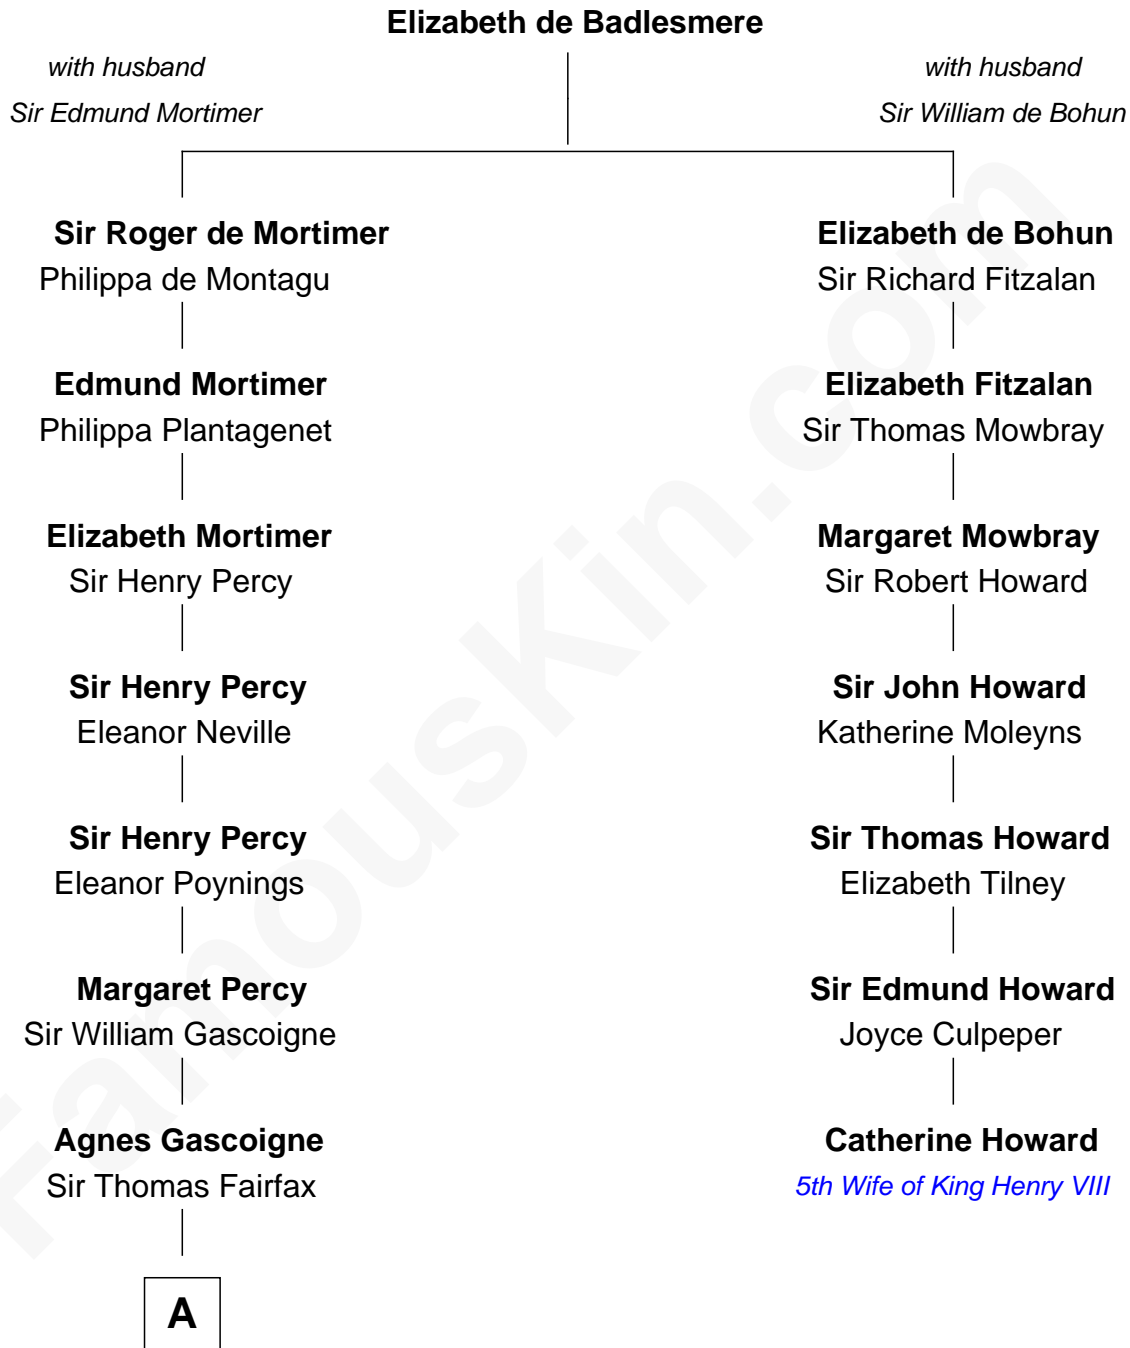 Elizabeth de Badlesmere
with husband
Sir Edmund Mortimer
with husband
Sir William de Bohun
Sir Roger de Mortimer
Philippa de Montagu
Elizabeth de Bohun
Sir Richard Fitzalan
Edmund Mortimer
Philippa Plantagenet
Elizabeth Fitzalan
Sir Thomas Mowbray
Elizabeth Mortimer
Sir Henry Percy
Margaret Mowbray
Sir Robert Howard
Sir Henry Percy
Eleanor Neville
Sir John Howard
Katherine Moleyns
Sir Henry Percy
Eleanor Poynings
Sir Thomas Howard
Elizabeth Tilney
Margaret Percy
Sir William Gascoigne
Sir Edmund Howard
Joyce Culpeper
Agnes Gascoigne
Sir Thomas Fairfax
Catherine Howard
5th Wife of King Henry VIII
A
FamousKin.com